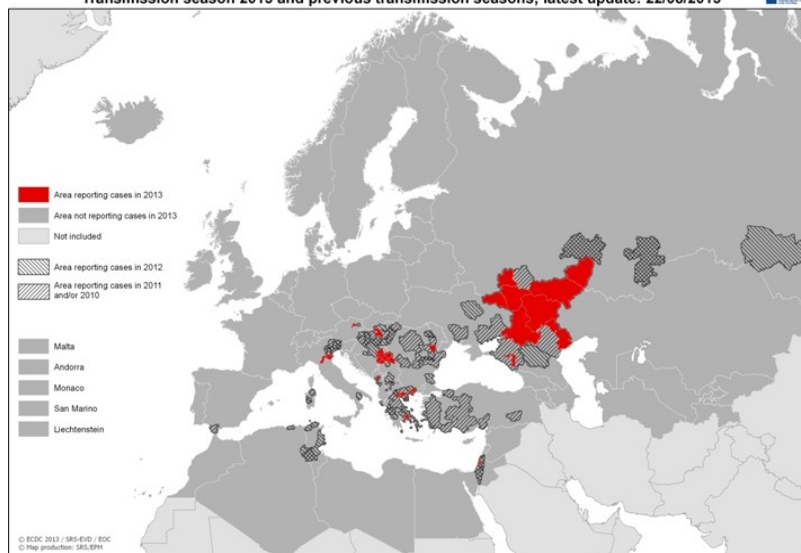 Transmission season 2013 and previous transmission seasons; latest update: 22/08/2013
Area reporting cases in 2013
Area not reporting cases in 2013
Not included
Area reporting cases in 2012
Area reporting cases in 2011
and/or 2010
Malta
Andorra
Monaco
San Marino
Liechtenstein
© ECDC 2013 / SRS-EVD / EOC
© Map production: SRS/EPM